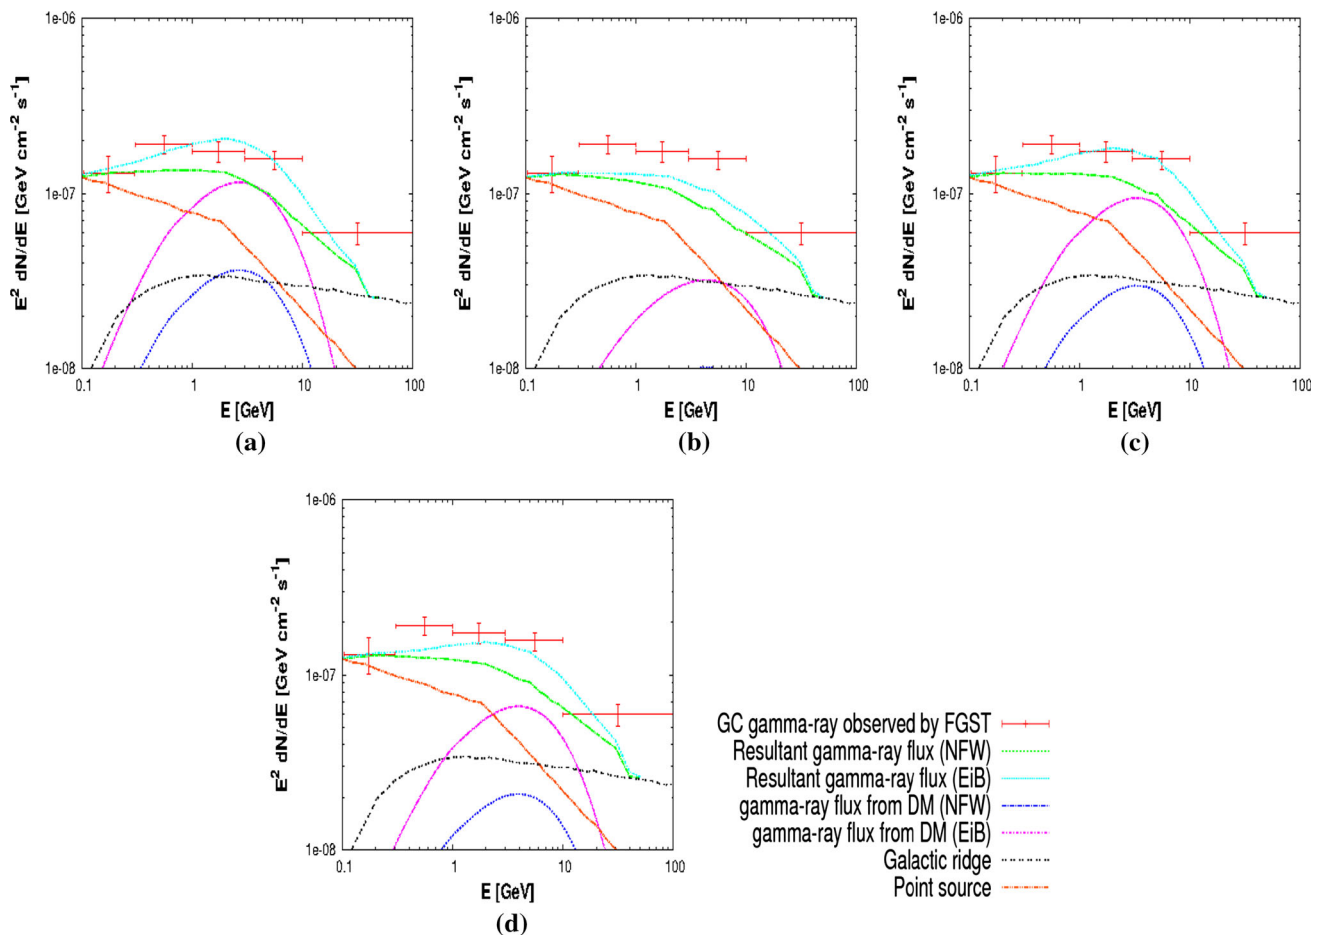 1e-06
1e-07
1e-08
E² dN/dE [GeV cm⁻² s⁻¹]
0.1 1 10 100
E [GeV]
(a)
1e-06
1e-07
1e-08
E² dN/dE [GeV cm⁻² s⁻¹]
0.1 1 10 100
E [GeV]
(b)
1e-06
1e-07
1e-08
E² dN/dE [GeV cm⁻² s⁻¹]
0.1 1 10 100
E [GeV]
(c)
1e-06
1e-07
1e-08
E² dN/dE [GeV cm⁻² s⁻¹]
0.1 1 10 100
E [GeV]
(d)
GC gamma-ray observed by FGST
Resultant gamma-ray flux (NFW)
Resultant gamma-ray flux (EiB)
gamma-ray flux from DM (NFW)
gamma-ray flux from DM (EiB)
Galactic ridge
Point source